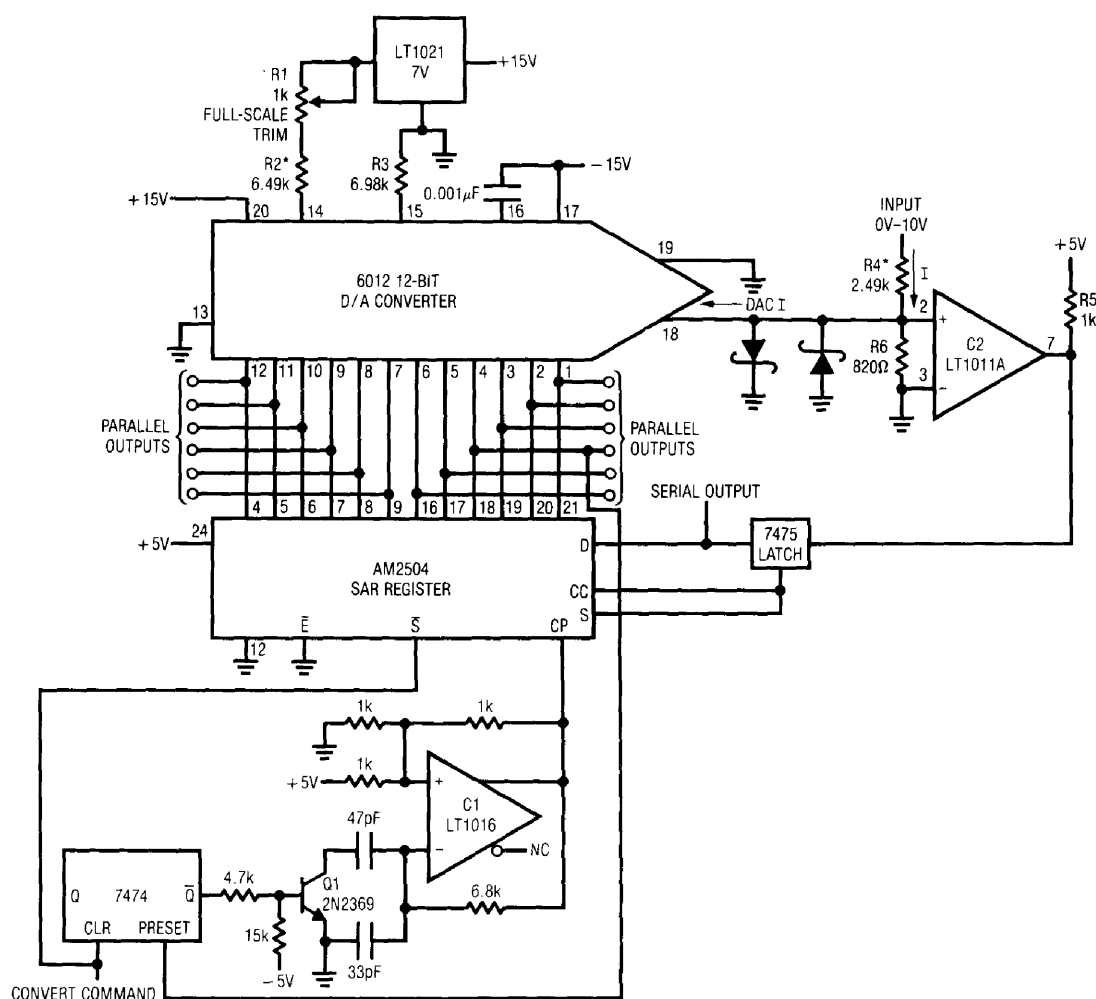 LT1021
7V
+15V
R1
1k
FULL-SCALE
TRIM
R2*
6.49k
R3
6.98k
0.001µF
−15V
+15V
20
14
15
16
17
6012 12-BIT
D/A CONVERTER
13
19
DAC I
18
INPUT
0V–10V
R4*
2.49k
I
2
+
C2
LT1011A
R6
820Ω
3
−
7
+5V
R5
1k
12
11
10
9
8
7
6
5
4
3
2
1
PARALLEL
OUTPUTS
PARALLEL
OUTPUTS
4
5
6
7
8
9
16
17
18
19
20
21
SERIAL OUTPUT
24
+5V
AM2504
SAR REGISTER
D
CC
S
7475
LATCH
12
E̅
S̅
CP
1k
1k
+5V
1k
+
C1
LT1016
−
NC
47pF
6.8k
Q1
2N2369
33pF
Q
7474
Q̅
CLR
PRESET
4.7k
15k
−5V
CONVERT COMMAND